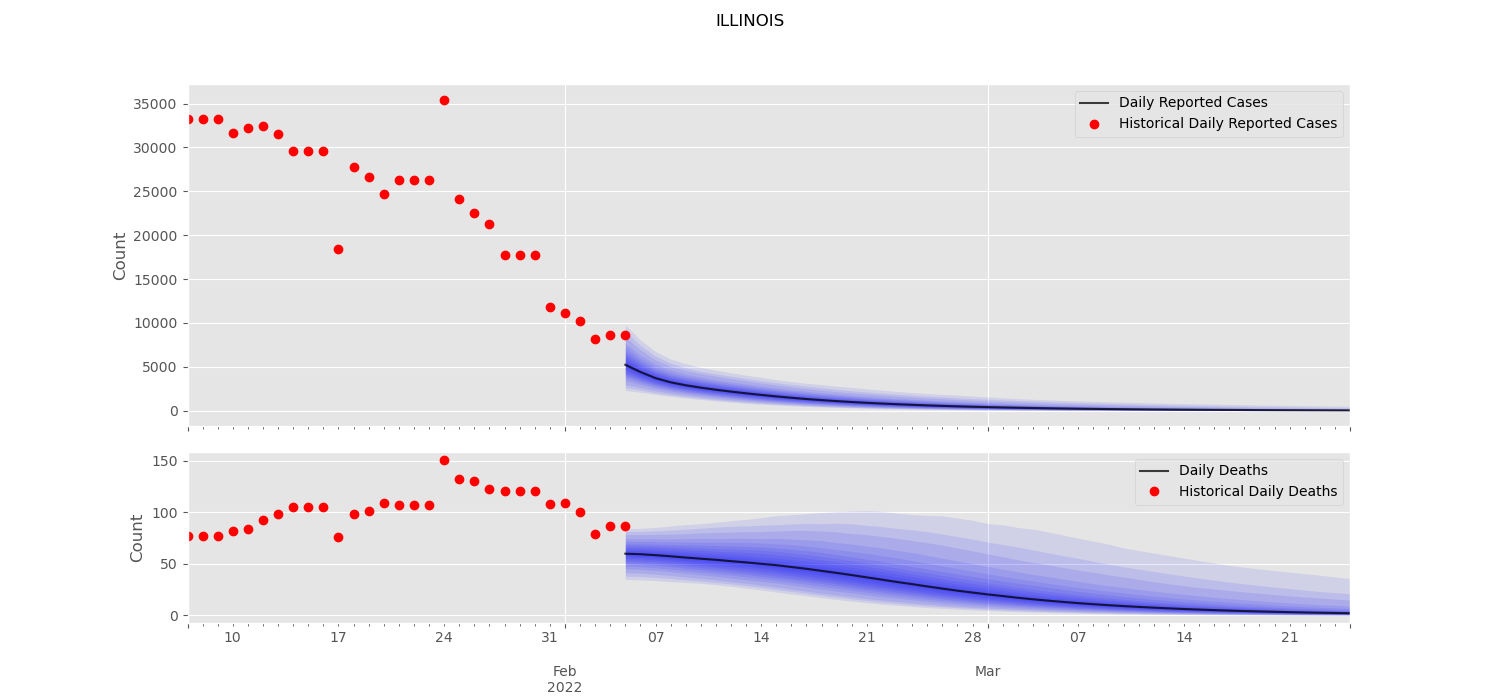 ILLINOIS
35000
30000
25000
20000
15000
10000
5000
0
Count
Daily Reported Cases
Historical Daily Reported Cases
150
100
50
0
Count
Daily Deaths
Historical Daily Deaths
10 17 24 31 07 14 21 28 07 14 21
Feb Mar
2022